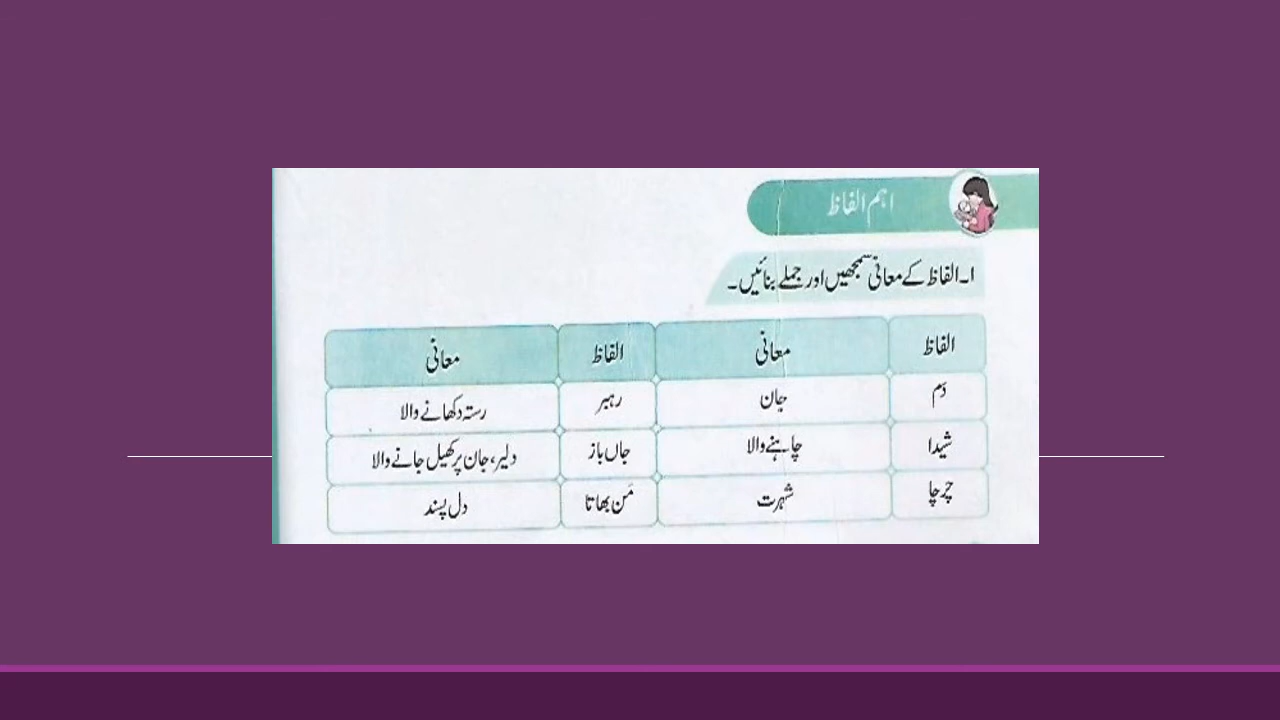 اہم الفاظ
ا۔ الفاظ کے معانی سمجھیں اور جملے بنائیں۔
الفاظ معانی الفاظ معانی
دَم جان رہبر رستہ دکھانے والا
شیدا چاہنے والا جاں باز دلیر، جان پر کھیل جانے والا
چرچا شہرت مَن بھاتا دل پسند